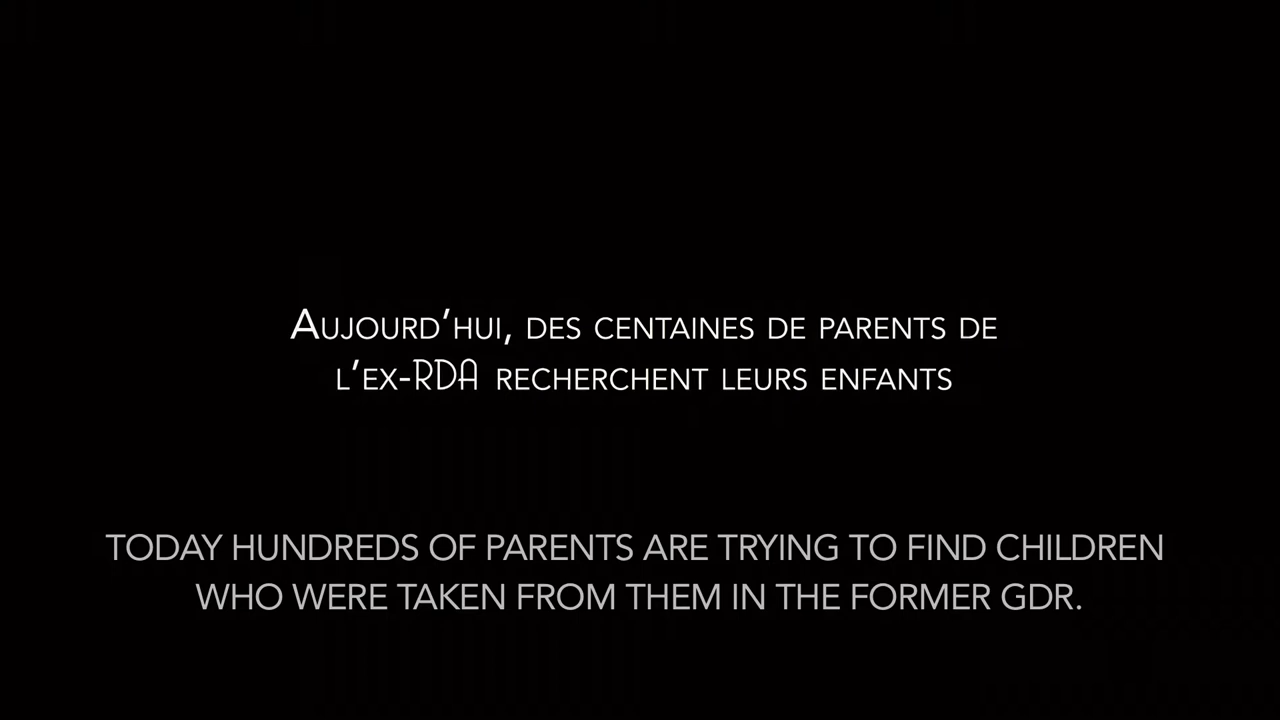 Aujourd'hui, des centaines de parents de
l'ex-RDA recherchent leurs enfants
TODAY HUNDREDS OF PARENTS ARE TRYING TO FIND CHILDREN
WHO WERE TAKEN FROM THEM IN THE FORMER GDR.